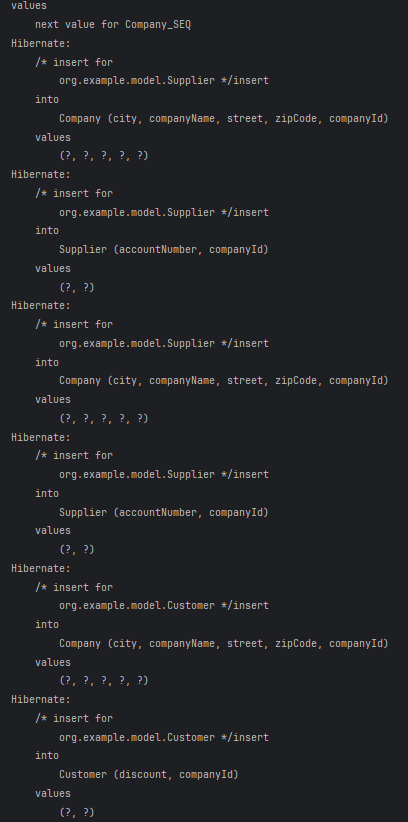 values
next value for Company_SEQ
Hibernate:
/* insert for
org.example.model.Supplier */insert
into
Company (city, companyName, street, zipCode, companyId)
values
(?, ?, ?, ?, ?)
Hibernate:
/* insert for
org.example.model.Supplier */insert
into
Supplier (accountNumber, companyId)
values
(?, ?)
Hibernate:
/* insert for
org.example.model.Supplier */insert
into
Company (city, companyName, street, zipCode, companyId)
values
(?, ?, ?, ?, ?)
Hibernate:
/* insert for
org.example.model.Supplier */insert
into
Supplier (accountNumber, companyId)
values
(?, ?)
Hibernate:
/* insert for
org.example.model.Customer */insert
into
Company (city, companyName, street, zipCode, companyId)
values
(?, ?, ?, ?, ?)
Hibernate:
/* insert for
org.example.model.Customer */insert
into
Customer (discount, companyId)
values
(?, ?)